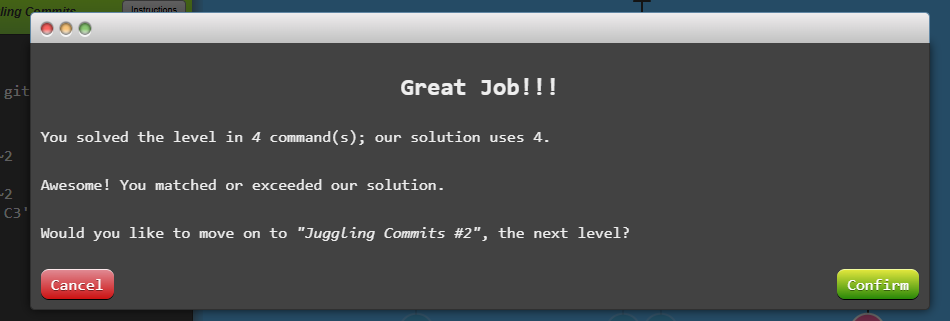 ling Commits
Instructions
Great Job!!!
git
You solved the level in 4 command(s); our solution uses 4.
~2
Awesome! You matched or exceeded our solution.
~2
C3'
Would you like to move on to "Juggling Commits #2", the next level?
Cancel
Confirm